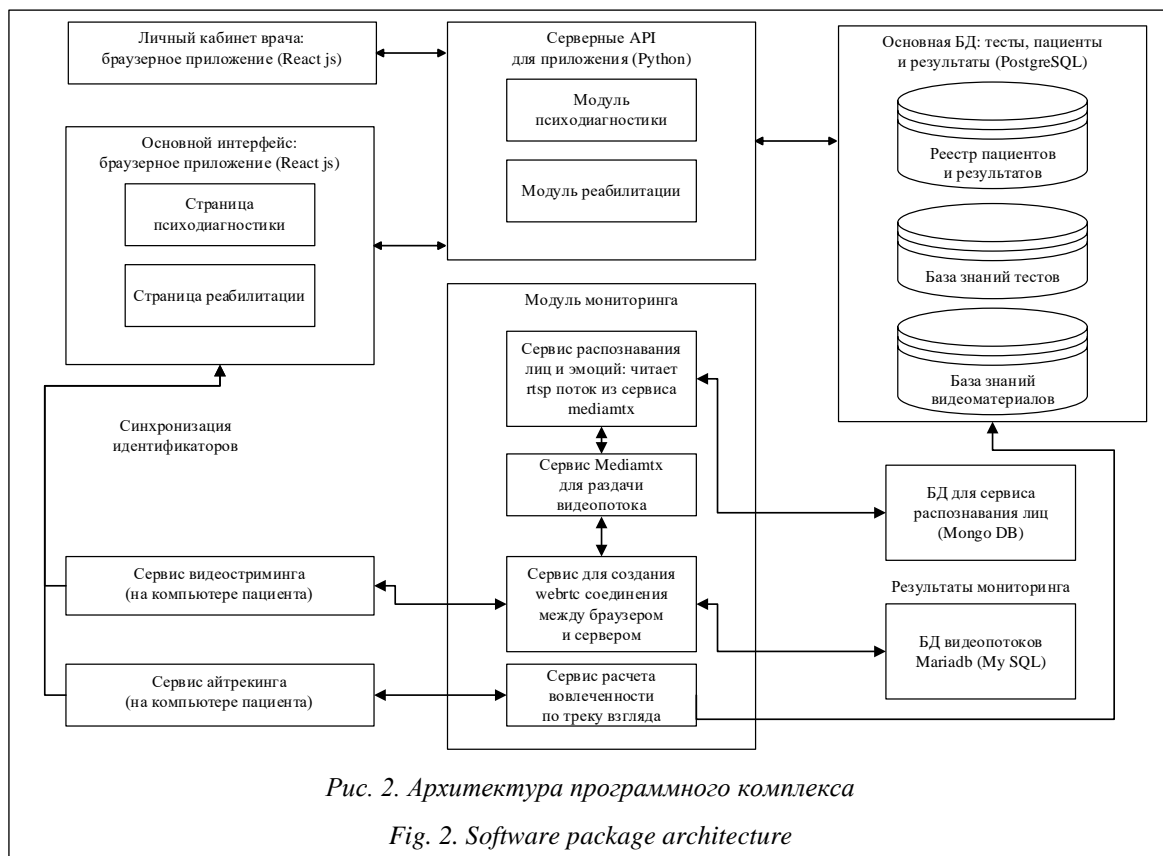 Личный кабинет врача:
браузерное приложение (React js)
Серверные API
для приложения (Python)
Модуль
психодиагностики
Модуль реабилитации
Основная БД: тесты, пациенты
и результаты (PostgreSQL)
Реестр пациентов
и результатов
База знаний тестов
База знаний
видеоматериалов
Основной интерфейс:
браузерное приложение (React js)
Страница
психодиагностики
Страница реабилитации
Модуль мониторинга
Сервис распознавания
лиц и эмоций: читает
rtsp поток из сервиса
mediamtx
Синхронизация
идентификаторов
Сервис Mediamtx
для раздачи
видеопотока
БД для сервиса
распознавания лиц
(Mongo DB)
Сервис видеостриминга
(на компьютере пациента)
Сервис для создания
webrtc соединения
между браузером
и сервером
Результаты мониторинга
БД видеопотоков
Mariadb (My SQL)
Сервис айтрекинга
(на компьютере пациента)
Сервис расчета
вовлеченности
по треку взгляда
Рис. 2. Архитектура программного комплекса
Fig. 2. Software package architecture